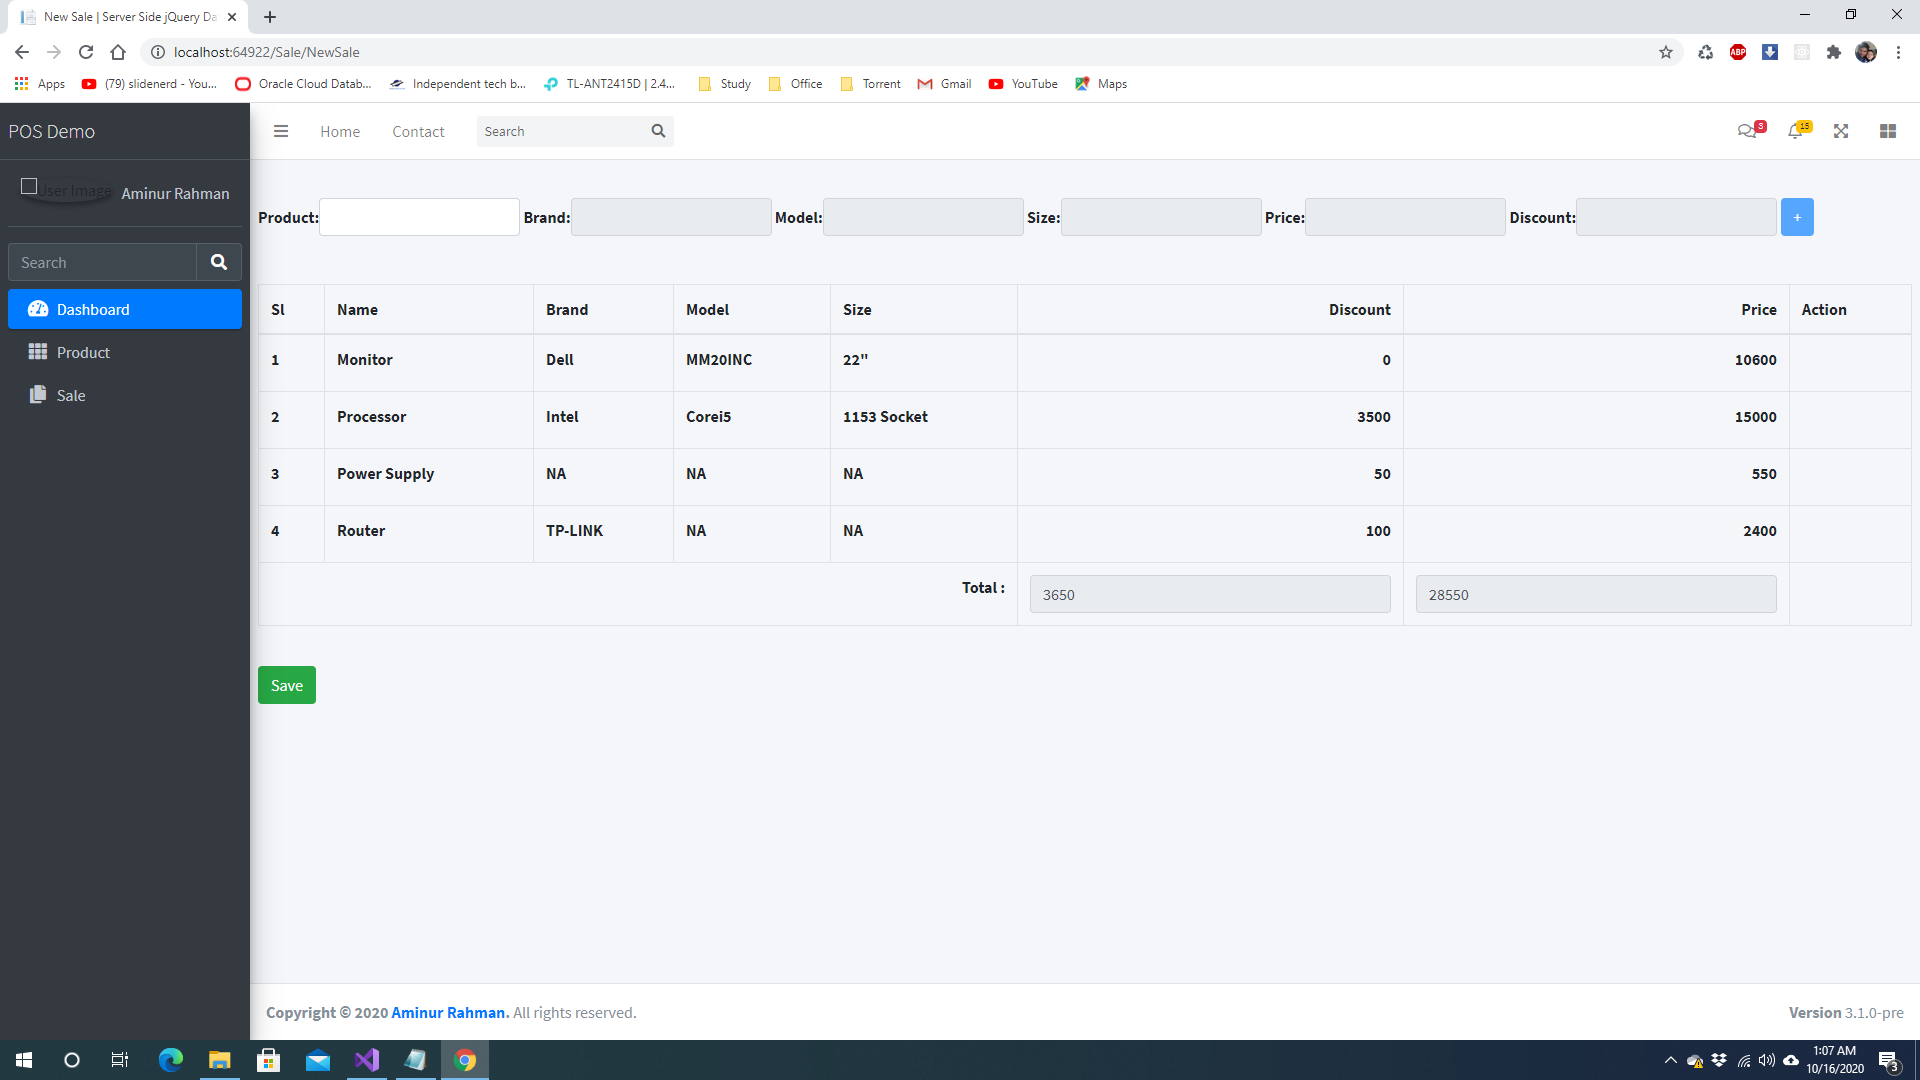 New Sale | Server Side jQuery Da
localhost:64922/Sale/NewSale
ABP
Apps (79) slidenerd - You... Oracle Cloud Datab... Independent tech b... TL-ANT2415D | 2.4... Study Office Torrent Gmail YouTube Maps
POS Demo
Home Contact Search 3 15
User Image Aminur Rahman
Search
Dashboard
Product
Sale
Product: Brand: Model: Size: Price: Discount: +
Sl Name Brand Model Size Discount Price Action
1 Monitor Dell MM20INC 22" 0 10600
2 Processor Intel Corei5 1153 Socket 3500 15000
3 Power Supply NA NA NA 50 550
4 Router TP-LINK NA NA 100 2400
Total : 3650 28550
Save
Copyright © 2020 Aminur Rahman. All rights reserved. Version 3.1.0-pre
1:07 AM
10/16/2020
3